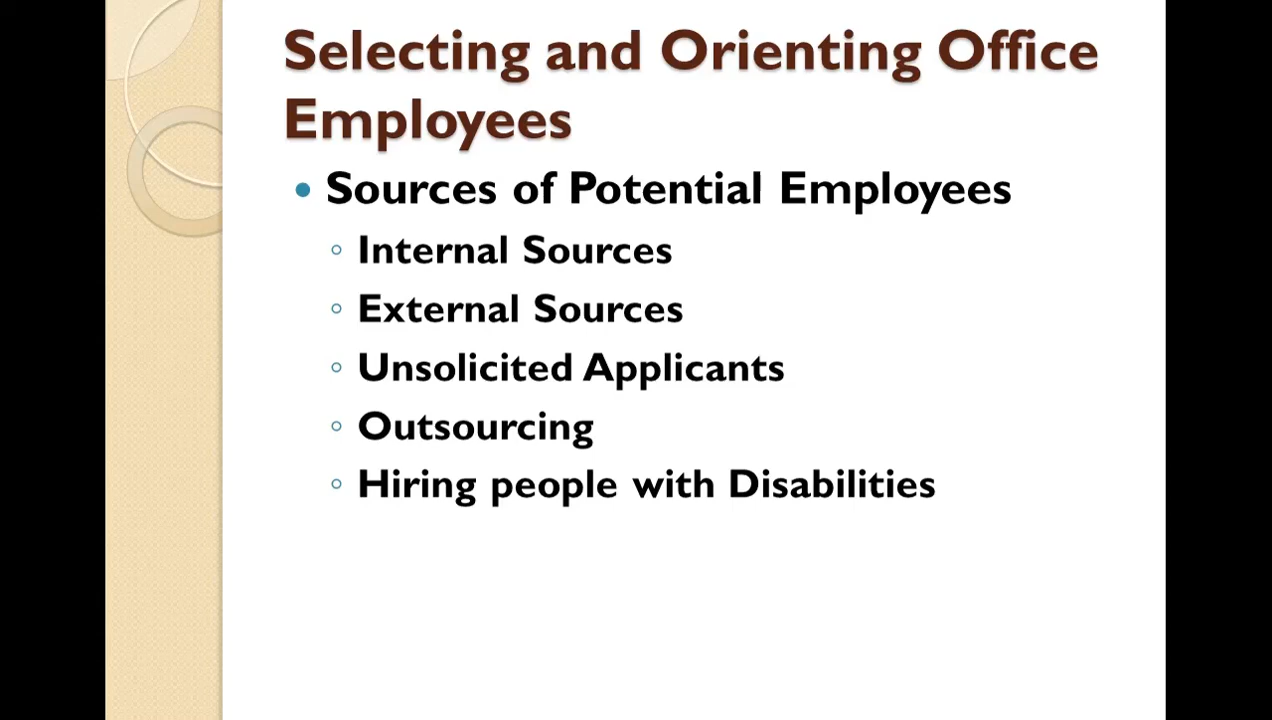 Selecting and Orienting Office
Employees
• Sources of Potential Employees
◦ Internal Sources
◦ External Sources
◦ Unsolicited Applicants
◦ Outsourcing
◦ Hiring people with Disabilities